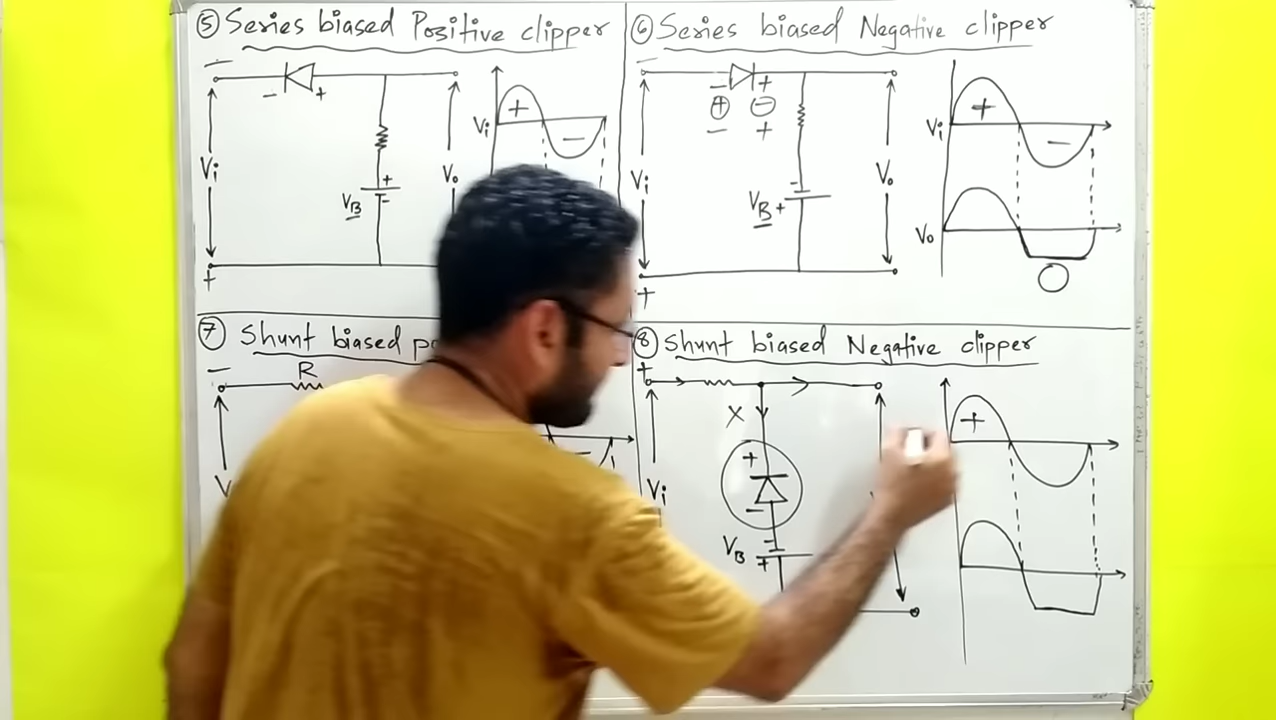 ⑤ Series biased Positive clipper
− +
Vi
+
VB
+
−
Vo
Vi
+
−
⑥ Series biased Negative clipper
− +
⊕ ⊖
− +
Vi
+
−
VB +
Vo
Vi
+
−
Vo
⑦ Shunt biased
−
R
⑧ Shunt biased Negative clipper
+
Vi
X
+
−
VB
−
+
+